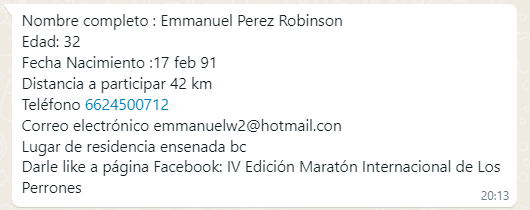 Nombre completo : Emmanuel Perez Robinson
Edad: 32
Fecha Nacimiento :17 feb 91
Distancia a participar 42 km
Teléfono 6624500712
Correo electrónico emmanuelw2@hotmail.con
Lugar de residencia ensenada bc
Darle like a página Facebook: IV Edición Maratón Internacional de Los
Perrones
20:13